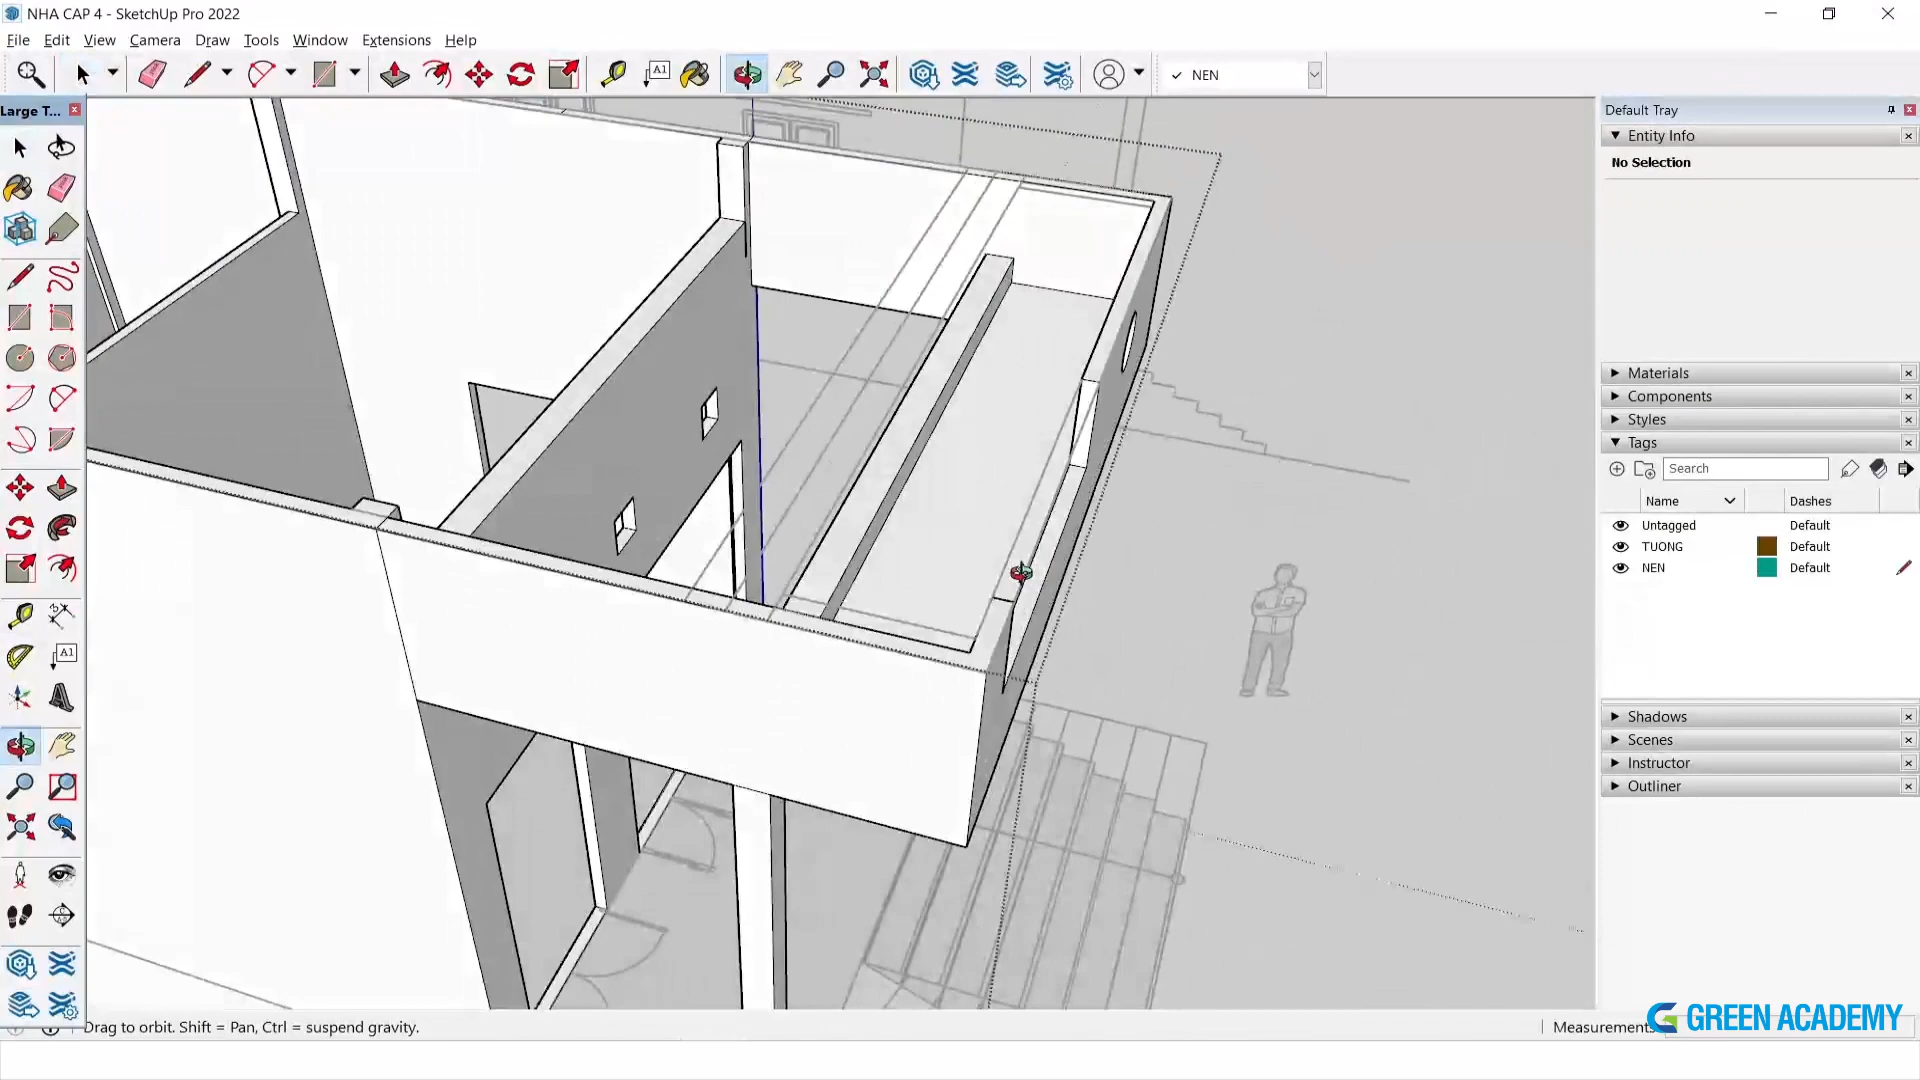 NHA CAP 4 - SketchUp Pro 2022
File Edit View Camera Draw Tools Window Extensions Help
A1
NEN
Large T...
Default Tray
Entity Info
No Selection
Materials
Components
Styles
Tags
Search
Name Dashes
Untagged Default
TUONG Default
NEN Default
A1
Shadows
Scenes
Instructor
Outliner
Drag to orbit. Shift = Pan, Ctrl = suspend gravity.
Measurements
GREEN ACADEMY